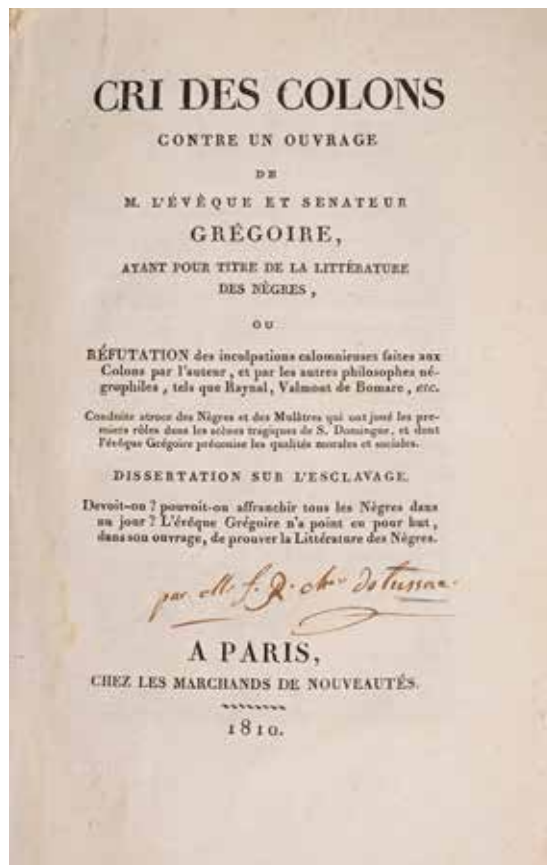 CRI DES COLONS
CONTRE UN OUVRAGE
DE
M. L'ÉVÊQUE ET SENATEUR
GRÉGOIRE,
AYANT POUR TITRE DE LA LITTÉRATURE
DES NÈGRES,
OU
RÉFUTATION des inculpations calomnieuses faites aux
Colons par l'auteur, et par les autres philosophes né-
grophiles, tels que Raynal, Valmont de Bomare, etc.
Conduite atroce des Nègres et des Mulâtres qui ont joué les pre-
miers rôles dans les scènes tragiques de S. Domingue, et dont
l'évêque Grégoire préconise les qualités morales et sociales.
DISSERTATION SUR L'ESCLAVAGE.
Devoit-on ? pouvoit-on affranchir tous les Nègres dans
un jour ? L'évêque Grégoire n'a point eu pour but,
dans son ouvrage, de prouver la Littérature des Nègres.
par M. f. R. de tussac
A PARIS,
CHEZ LES MARCHANDS DE NOUVEAUTÉS.
1810.